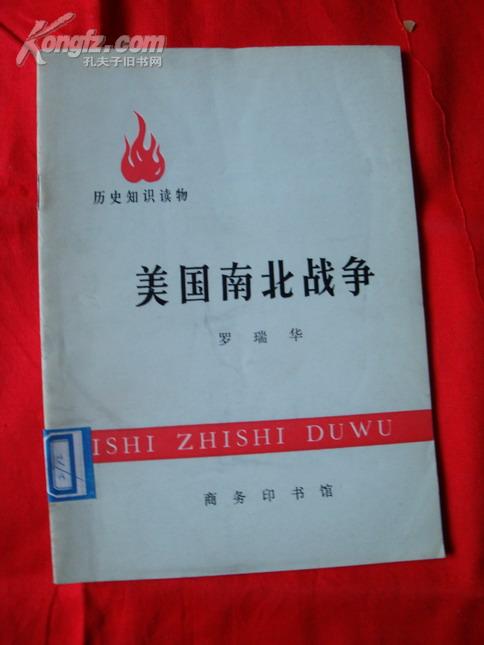 Kongfz.com
孔夫子旧书网
历史知识读物
美国南北战争
罗瑞华
ISHI ZHISHI DUWU
商务印书馆